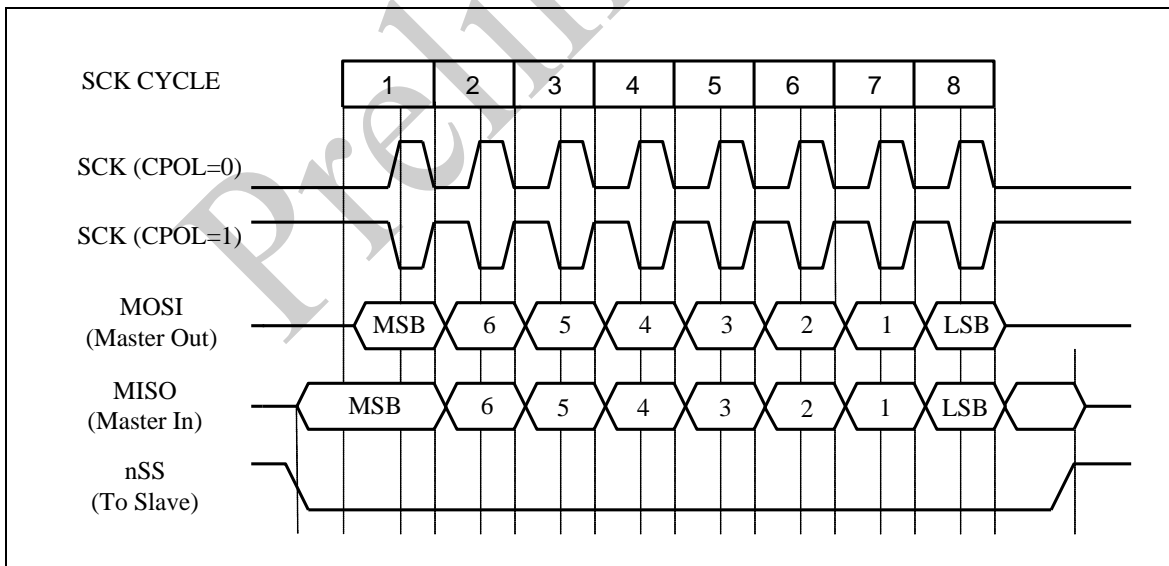 Prelim
SCK CYCLE 1 2 3 4 5 6 7 8
SCK (CPOL=0)
SCK (CPOL=1)
MOSI
(Master Out)
MSB 6 5 4 3 2 1 LSB
MISO
(Master In)
MSB 6 5 4 3 2 1 LSB
nSS
(To Slave)